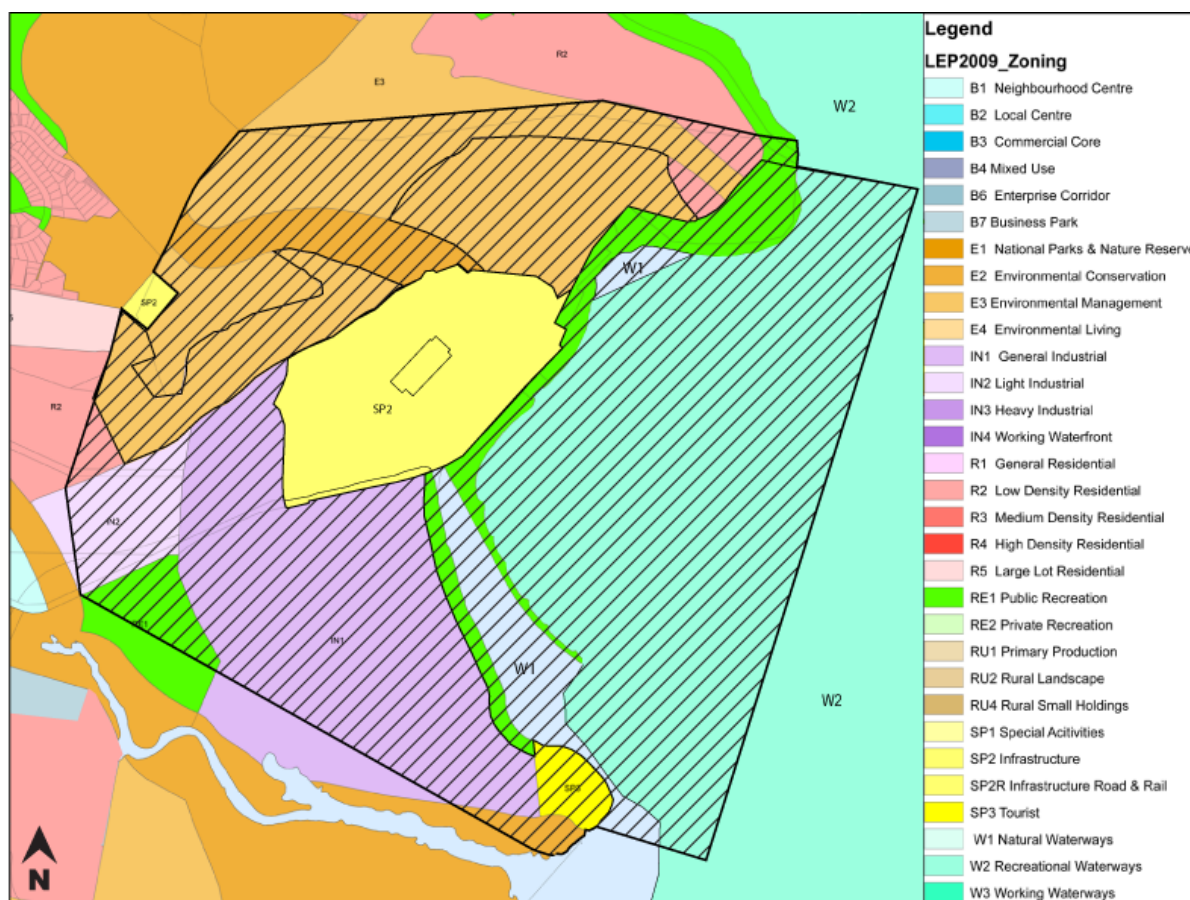 R2
E3
W2
W1
SP2
SP2
R2
IN2
RE1
IN1
W1
W2
SP3
N
Legend
LEP2009_Zoning
B1 Neighbourhood Centre
B2 Local Centre
B3 Commercial Core
B4 Mixed Use
B6 Enterprise Corridor
B7 Business Park
E1 National Parks & Nature Reserve
E2 Environmental Conservation
E3 Environmental Management
E4 Environmental Living
IN1 General Industrial
IN2 Light Industrial
IN3 Heavy Industrial
IN4 Working Waterfront
R1 General Residential
R2 Low Density Residential
R3 Medium Density Residential
R4 High Density Residential
R5 Large Lot Residential
RE1 Public Recreation
RE2 Private Recreation
RU1 Primary Production
RU2 Rural Landscape
RU4 Rural Small Holdings
SP1 Special Acitivities
SP2 Infrastructure
SP2R Infrastructure Road & Rail
SP3 Tourist
W1 Natural Waterways
W2 Recreational Waterways
W3 Working Waterways